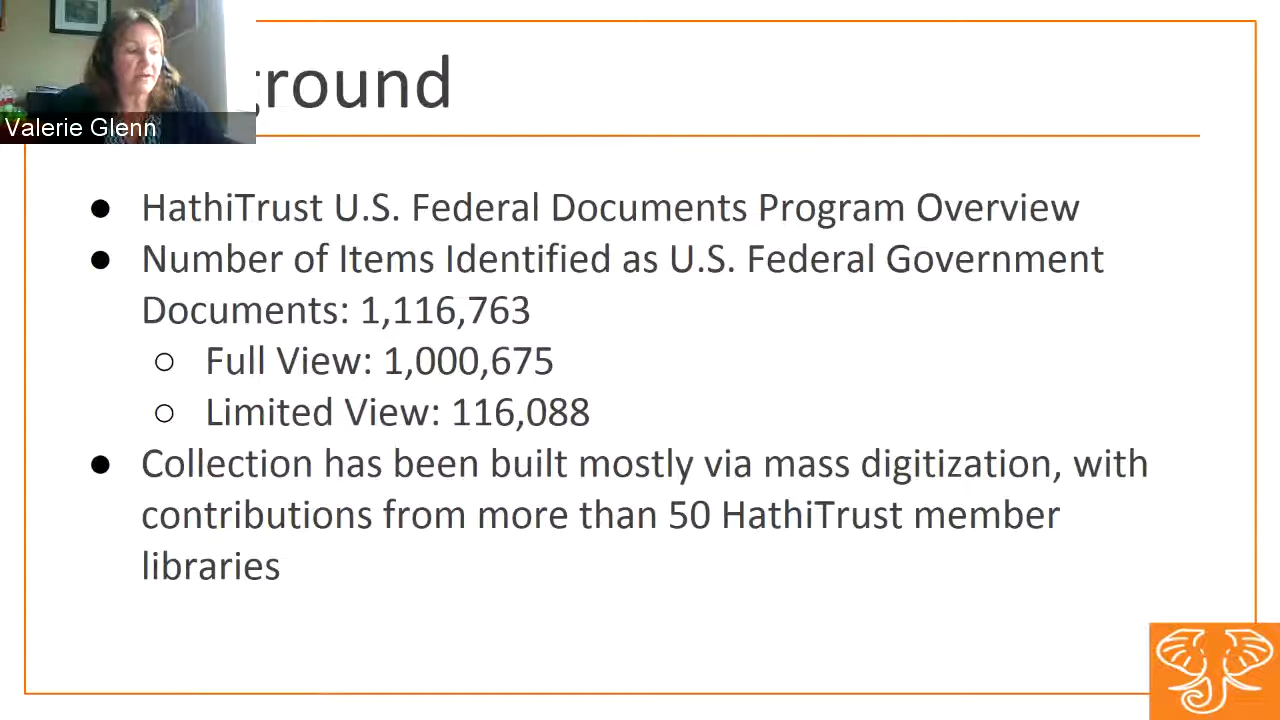 ground
Valerie Glenn
● HathiTrust U.S. Federal Documents Program Overview
● Number of Items Identified as U.S. Federal Government
Documents: 1,116,763
○ Full View: 1,000,675
○ Limited View: 116,088
● Collection has been built mostly via mass digitization, with
contributions from more than 50 HathiTrust member
libraries